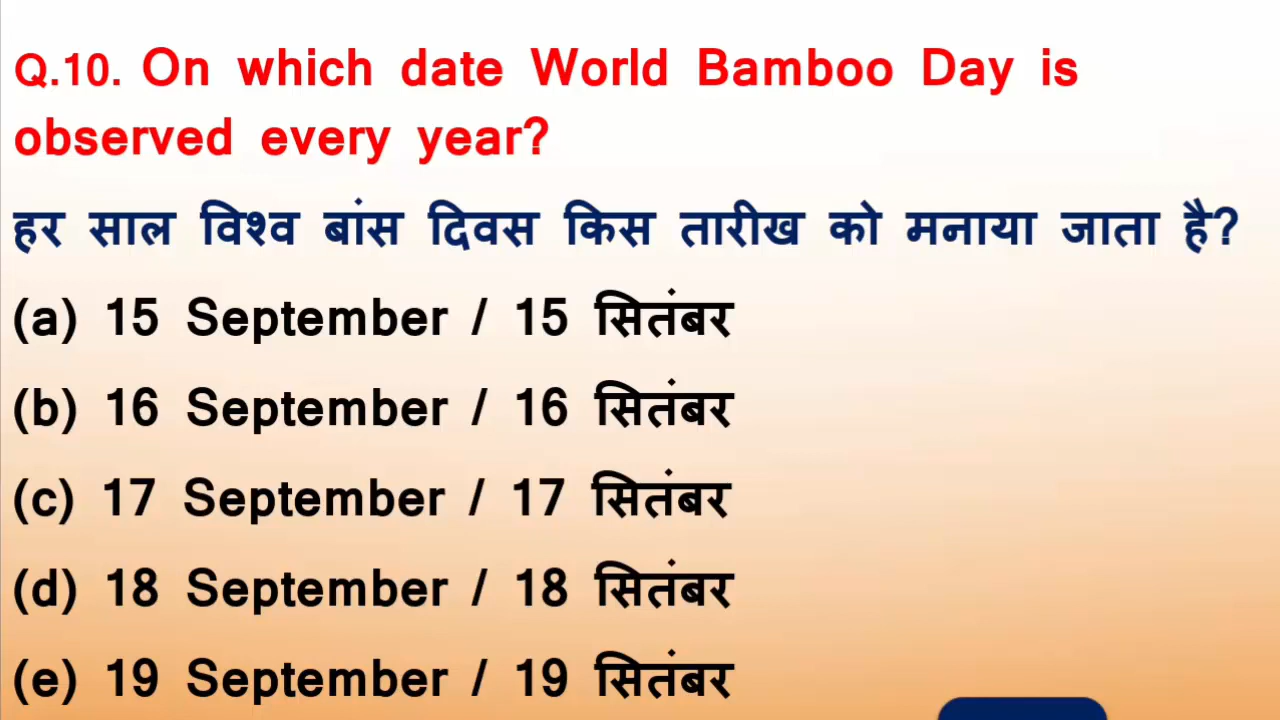 Q.10. On which date World Bamboo Day is
observed every year?
हर साल विश्व बांस दिवस किस तारीख को मनाया जाता है?
(a) 15 September / 15 सितंबर
(b) 16 September / 16 सितंबर
(c) 17 September / 17 सितंबर
(d) 18 September / 18 सितंबर
(e) 19 September / 19 सितंबर